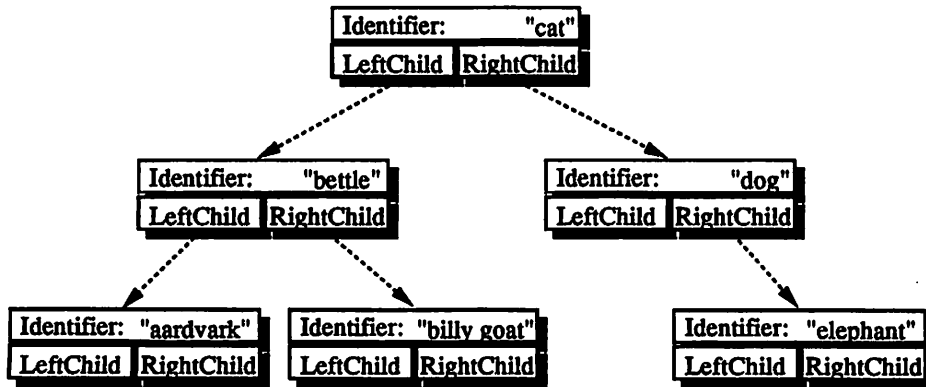 Identifier: "cat"
LeftChild RightChild
Identifier: "bettle"
LeftChild RightChild
Identifier: "dog"
LeftChild RightChild
Identifier: "aardvark"
LeftChild RightChild
Identifier: "billy goat"
LeftChild RightChild
Identifier: "elephant"
LeftChild RightChild